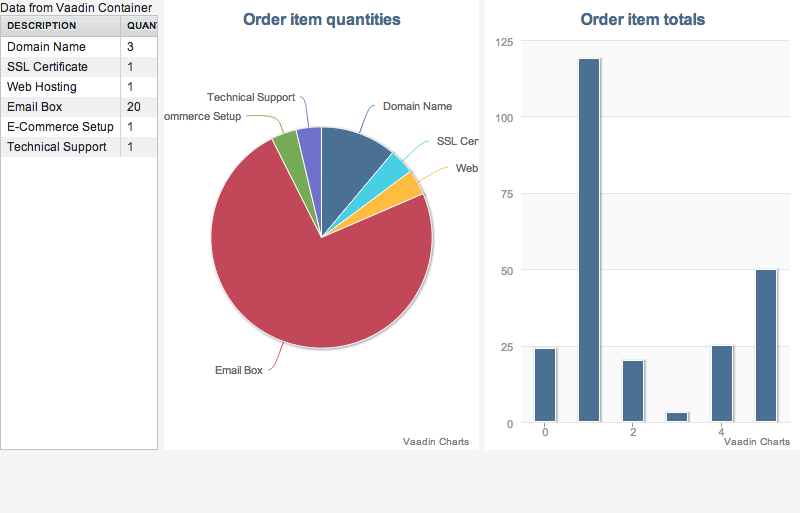 Data from Vaadin Container
DESCRIPTION QUANT
Domain Name 3
SSL Certificate 1
Web Hosting 1
Email Box 20
E-Commerce Setup 1
Technical Support 1
Order item quantities
Technical Support
Domain Name
ommerce Setup
SSL Cer
Web
Email Box
Vaadin Charts
Order item totals
125
100
75
50
25
0
0 2 4
Vaadin Charts